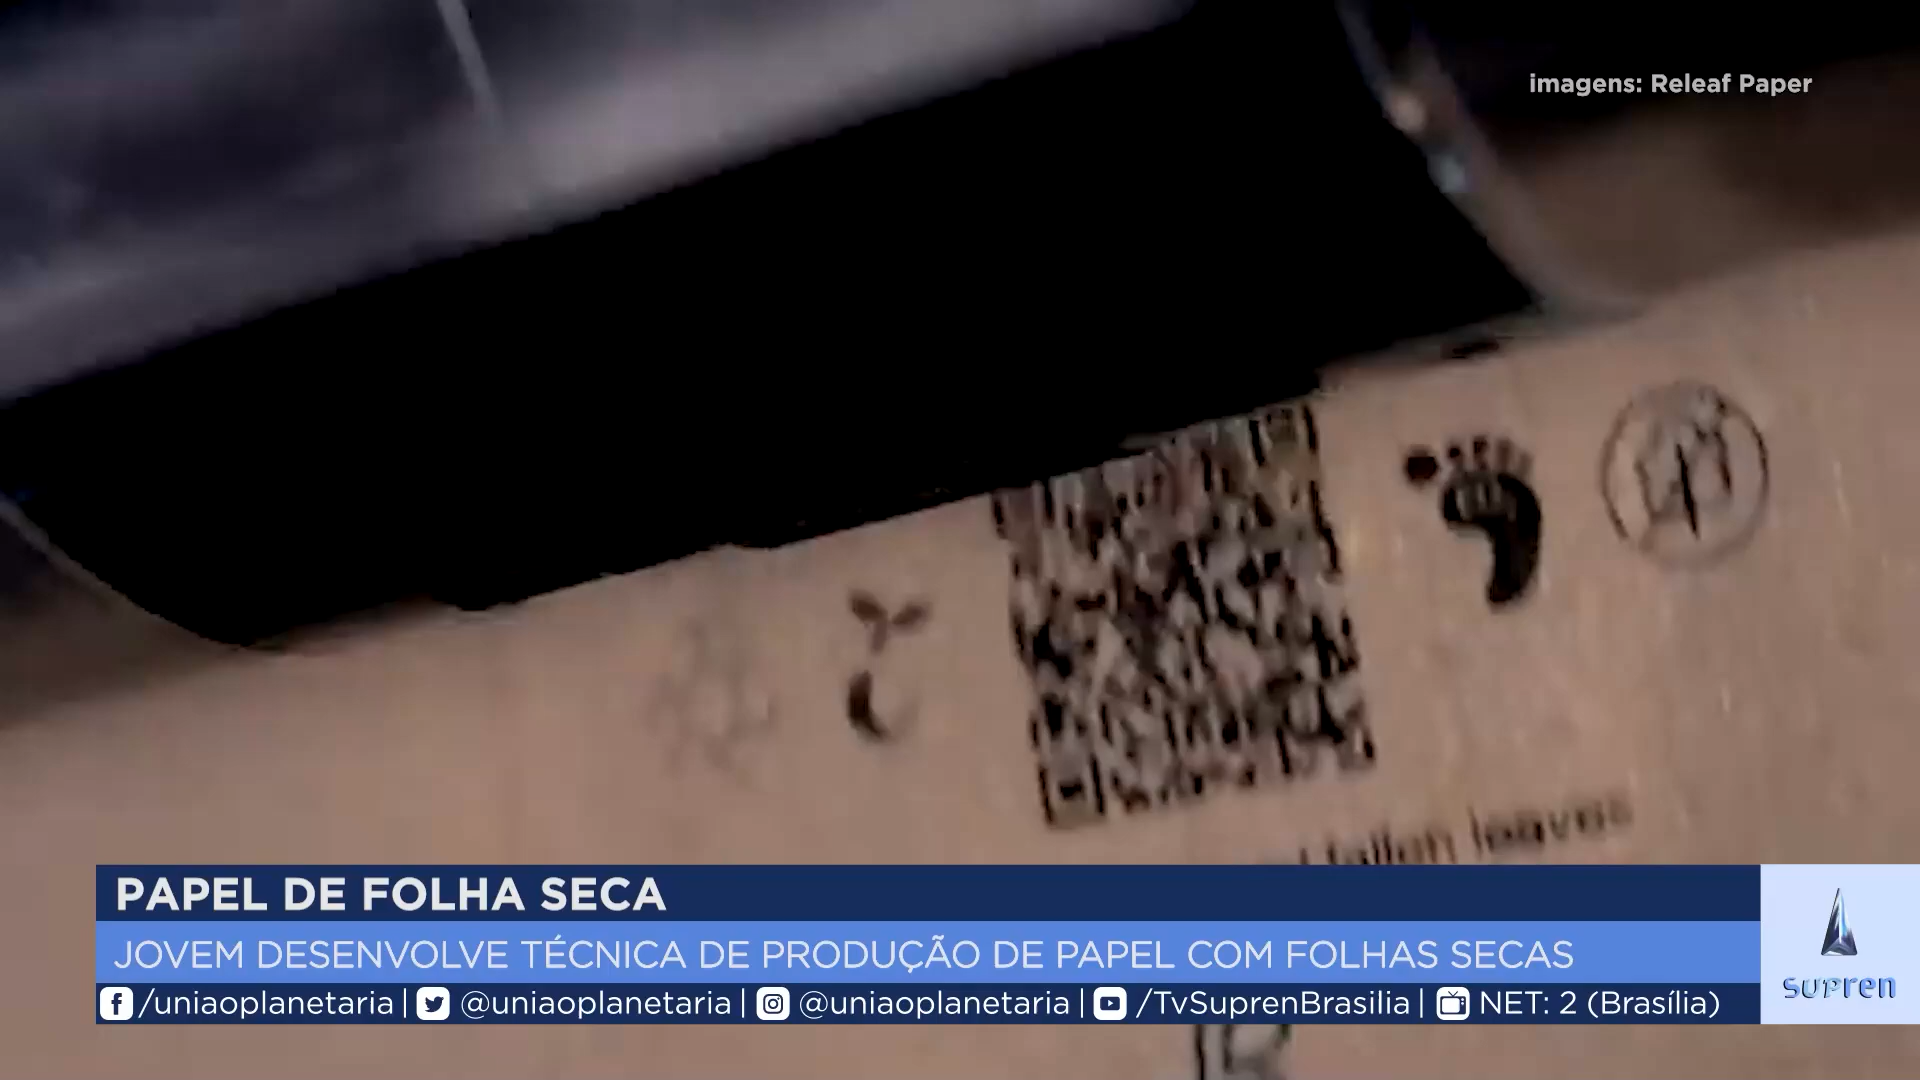 imagens: Releaf Paper
fallen leaves
PAPEL DE FOLHA SECA
JOVEM DESENVOLVE TÉCNICA DE PRODUÇÃO DE PAPEL COM FOLHAS SECAS
/uniaoplanetaria | @uniaoplanetaria | @uniaoplanetaria | /TvSuprenBrasilia | NET: 2 (Brasília)
suPren